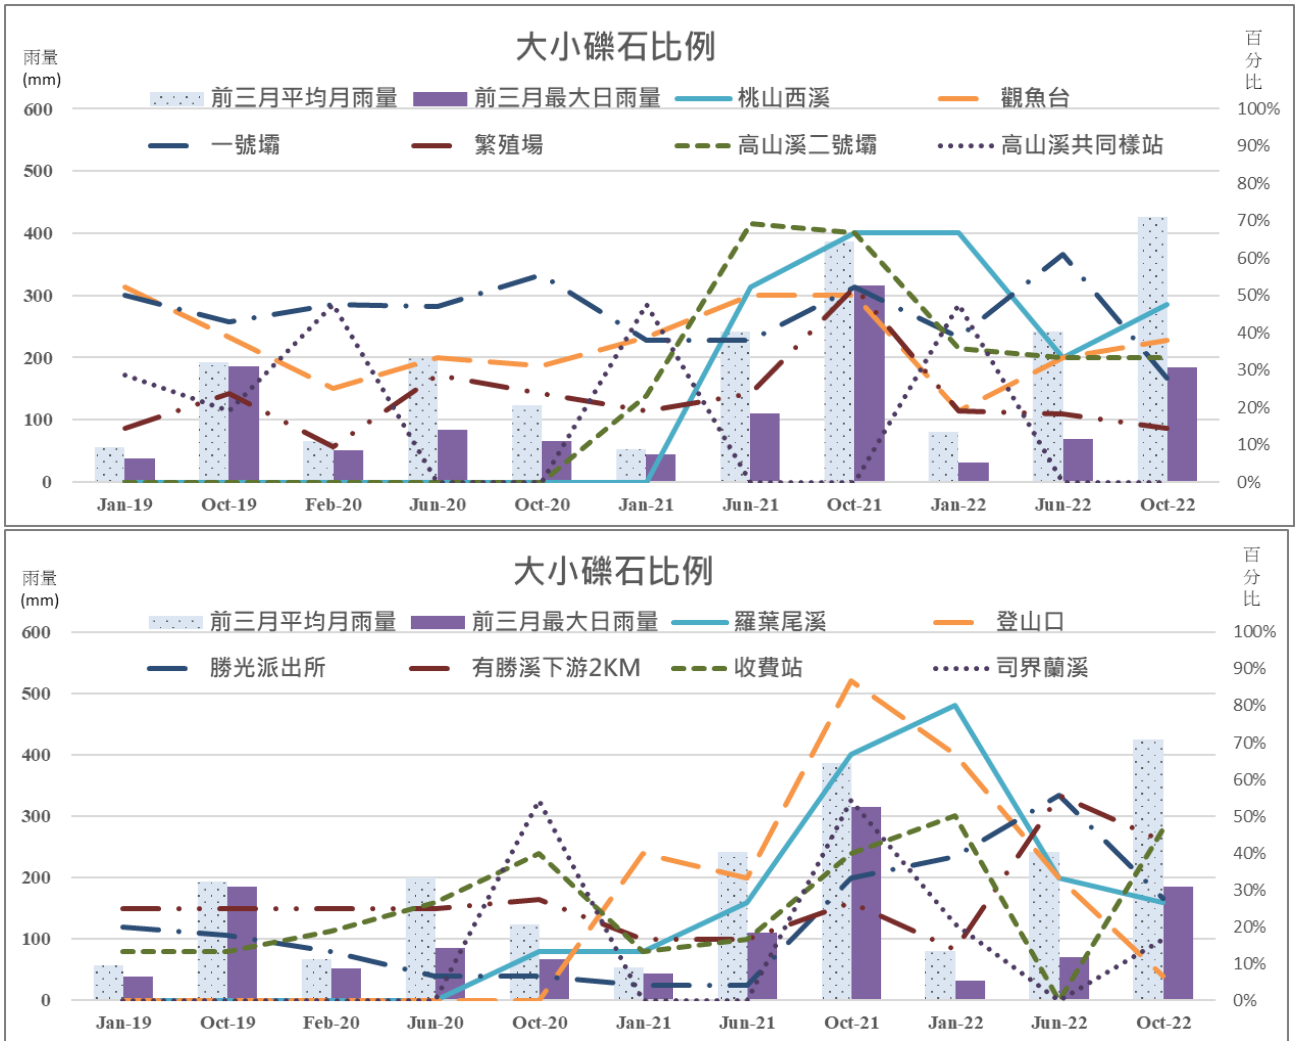 大小礫石比例
雨量
(mm)
百
分
比
前三月平均月雨量 前三月最大日雨量 桃山西溪 觀魚台
一號壩 繁殖場 高山溪二號壩 高山溪共同樣站
600
500
400
300
200
100
0
100%
90%
80%
70%
60%
50%
40%
30%
20%
10%
0%
Jan-19 Oct-19 Feb-20 Jun-20 Oct-20 Jan-21 Jun-21 Oct-21 Jan-22 Jun-22 Oct-22
大小礫石比例
雨量
(mm)
百
分
比
前三月平均月雨量 前三月最大日雨量 羅葉尾溪 登山口
勝光派出所 有勝溪下游2KM 收費站 司界蘭溪
600
500
400
300
200
100
0
100%
90%
80%
70%
60%
50%
40%
30%
20%
10%
0%
Jan-19 Oct-19 Feb-20 Jun-20 Oct-20 Jan-21 Jun-21 Oct-21 Jan-22 Jun-22 Oct-22